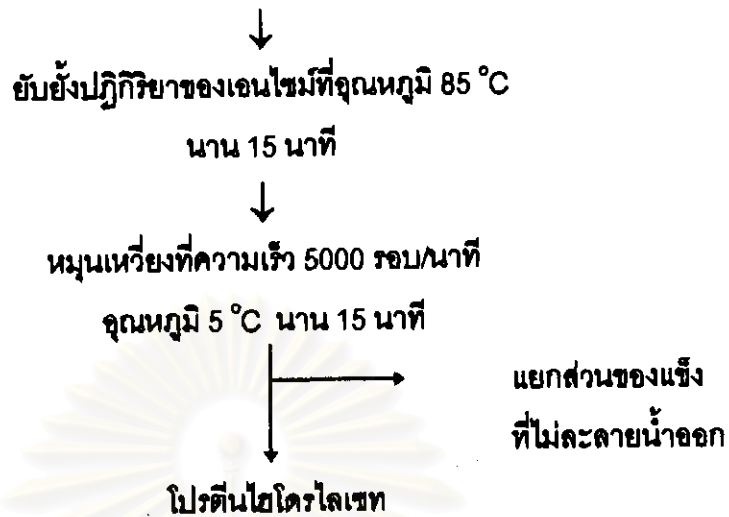 ยับยั้งปฏิกิริยาของเอนไซม์ที่อุณหภูมิ 85 °C
นาน 15 นาที
หมุนเหวี่ยงที่ความเร็ว 5000 รอบ/นาที
อุณหภูมิ 5 °C นาน 15 นาที
แยกส่วนของแข็ง
ที่ไม่ละลายน้ำออก
โปรตีนไฮโดรไลเซท